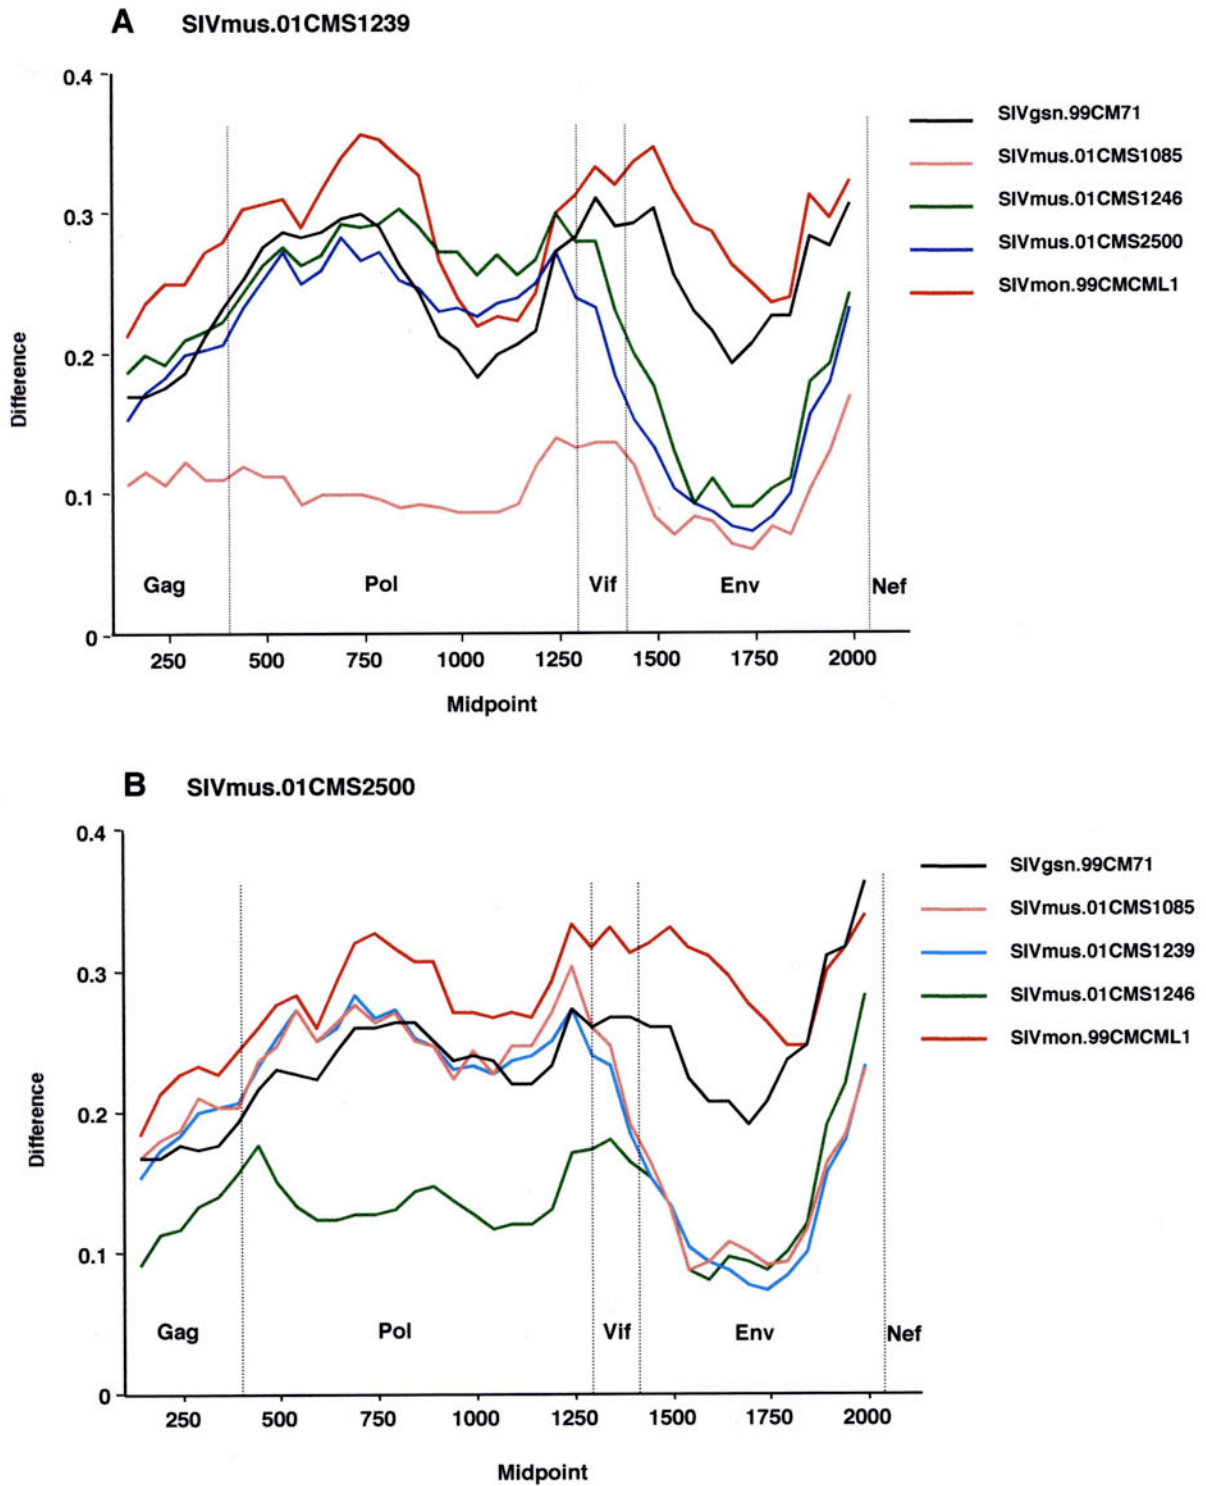 A SIVmus.01CMS1239
0.4
0.3
0.2
0.1
0
Difference
Gag Pol Vif Env Nef
250 500 750 1000 1250 1500 1750 2000
Midpoint
SIVgsn.99CM71
SIVmus.01CMS1085
SIVmus.01CMS1246
SIVmus.01CMS2500
SIVmon.99CMCML1
B SIVmus.01CMS2500
0.4
0.3
0.2
0.1
0
Difference
Gag Pol Vif Env Nef
250 500 750 1000 1250 1500 1750 2000
Midpoint
SIVgsn.99CM71
SIVmus.01CMS1085
SIVmus.01CMS1239
SIVmus.01CMS1246
SIVmon.99CMCML1